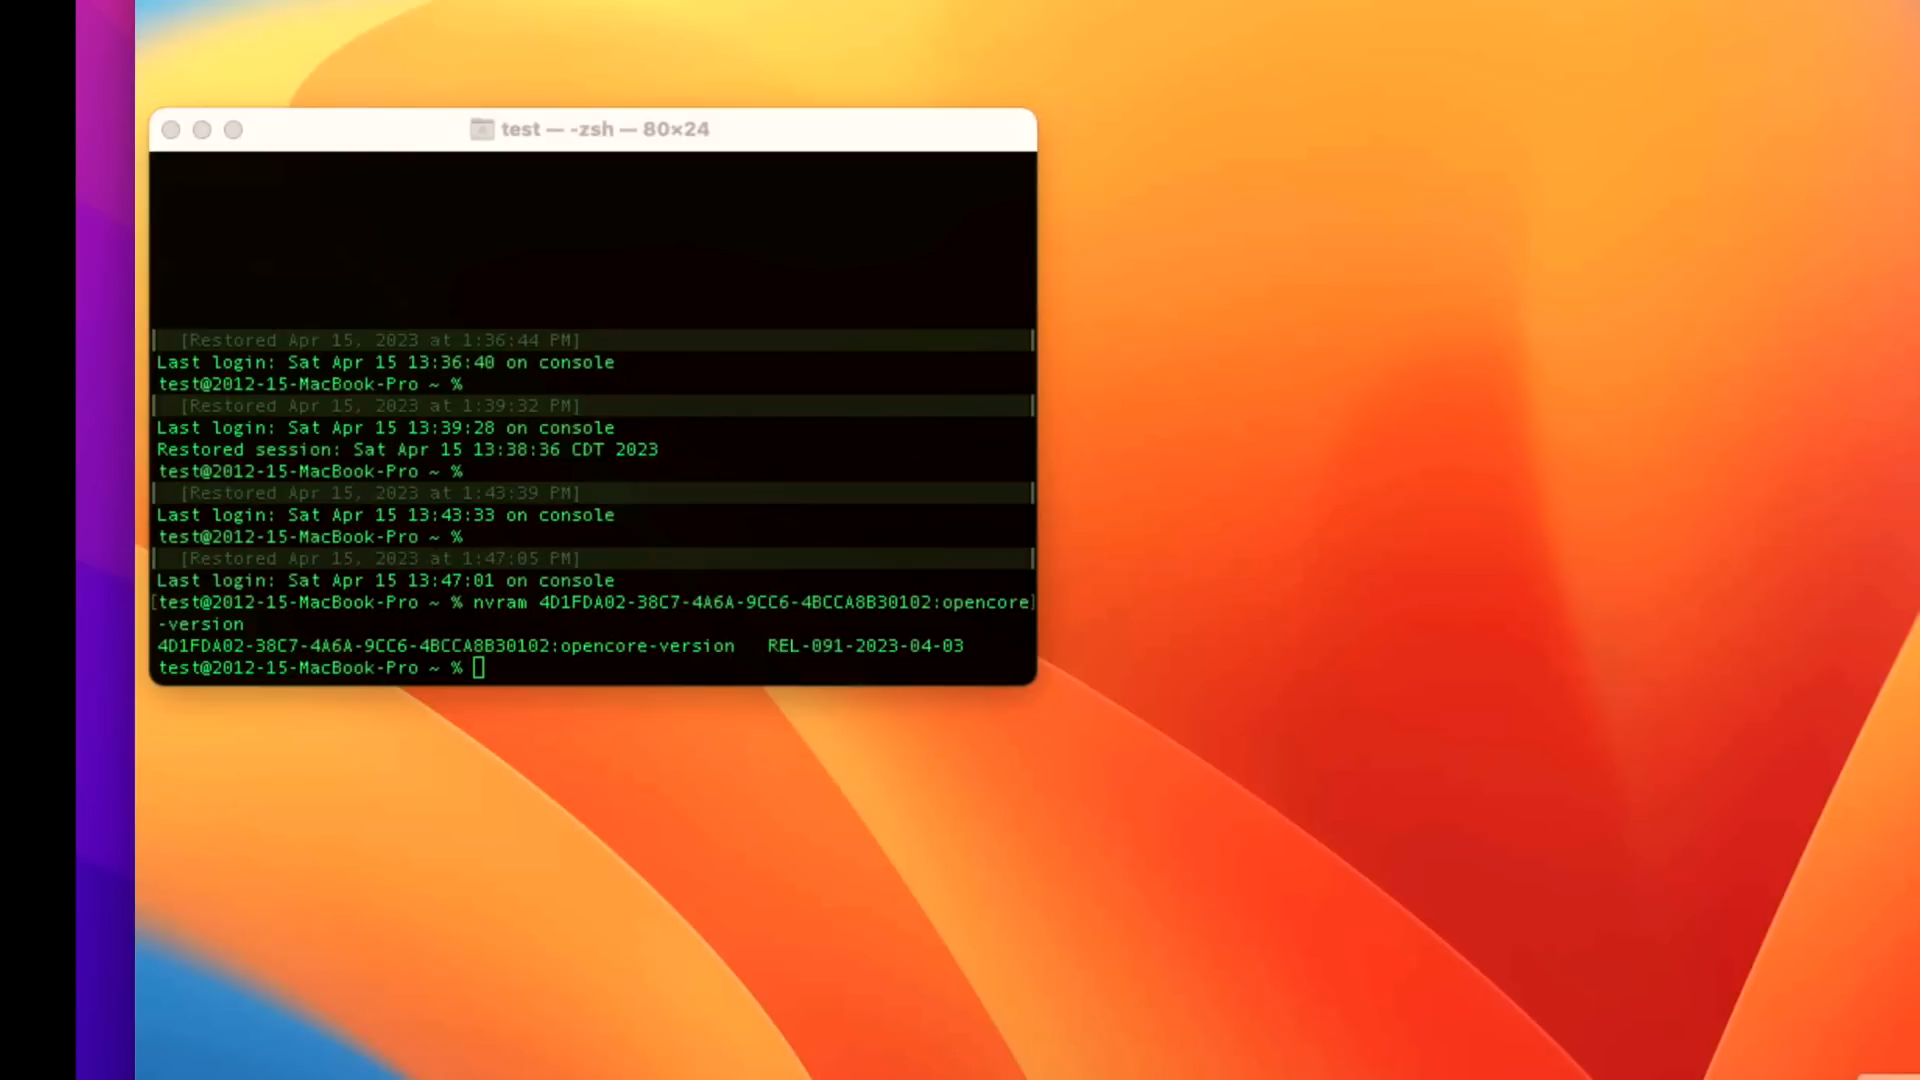 test — -zsh — 80×24
[Restored Apr 15, 2023 at 1:36:44 PM]
Last login: Sat Apr 15 13:36:40 on console
test@2012-15-MacBook-Pro ~ %
[Restored Apr 15, 2023 at 1:39:32 PM]
Last login: Sat Apr 15 13:39:28 on console
Restored session: Sat Apr 15 13:38:36 CDT 2023
test@2012-15-MacBook-Pro ~ %
[Restored Apr 15, 2023 at 1:43:39 PM]
Last login: Sat Apr 15 13:43:33 on console
test@2012-15-MacBook-Pro ~ %
[Restored Apr 15, 2023 at 1:47:05 PM]
Last login: Sat Apr 15 13:47:01 on console
[test@2012-15-MacBook-Pro ~ % nvram 4D1FDA02-38C7-4A6A-9CC6-4BCCA8B30102:opencore]
-version
4D1FDA02-38C7-4A6A-9CC6-4BCCA8B30102:opencore-version   REL-091-2023-04-03
test@2012-15-MacBook-Pro ~ %